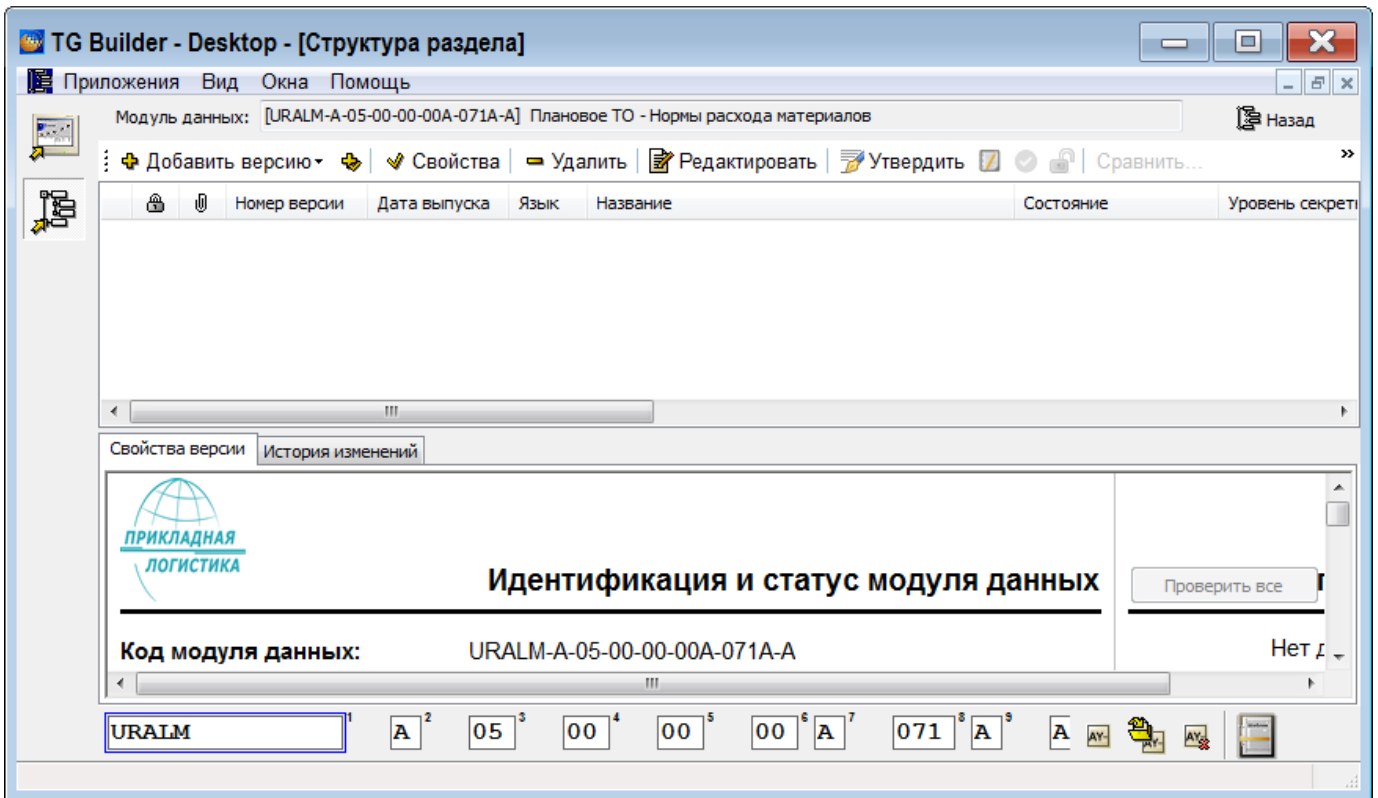 TG Builder - Desktop - [Структура раздела]
Приложения Вид Окна Помощь
Модуль данных: [URALM-A-05-00-00-00A-071A-A] Плановое ТО - Нормы расхода материалов Назад
Добавить версию Свойства Удалить Редактировать Утвердить Сравнить... »
Номер версии Дата выпуска Язык Название Состояние Уровень секретн
Свойства версии История изменений
ПРИКЛАДНАЯ
ЛОГИСТИКА
Идентификация и статус модуля данных Проверить все
Код модуля данных: URALM-A-05-00-00-00A-071A-A Нет д
URALM 1 A 2 05 3 00 4 00 5 00 6 A 7 071 8 A 9 A